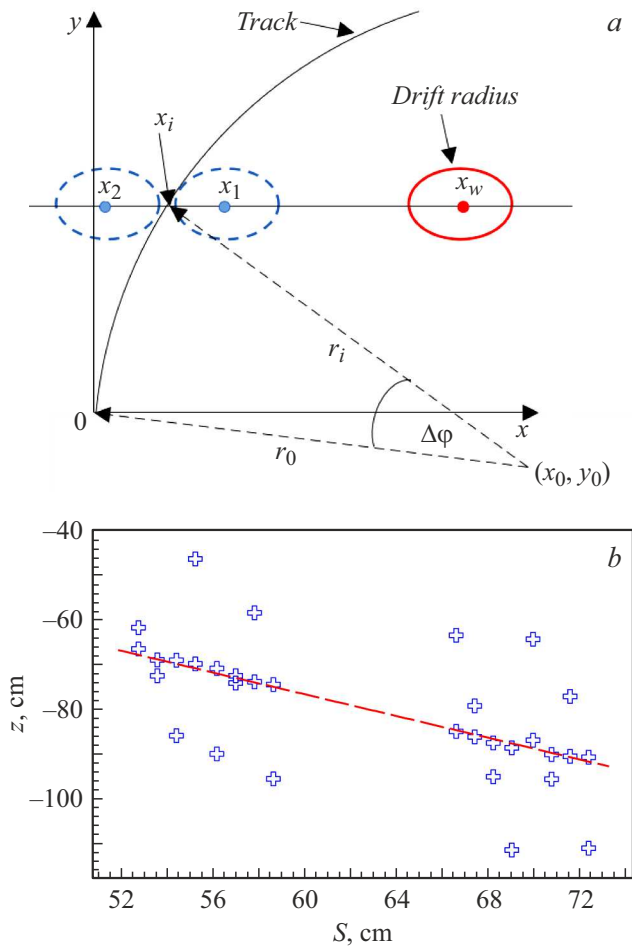 y
Track
a
Drift radius
x_i
x_2
x_1
x_w
r_i
0
Δφ
x
r_0
(x_0, y_0)
–40
b
–60
z, cm
–80
–100
52 56 60 64 68 72
S, cm